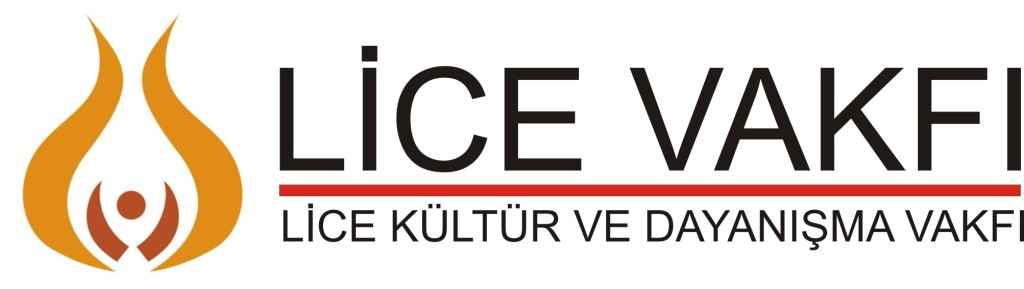 LİCE VAKFI
LİCE KÜLTÜR VE DAYANIŞMA VAKFI